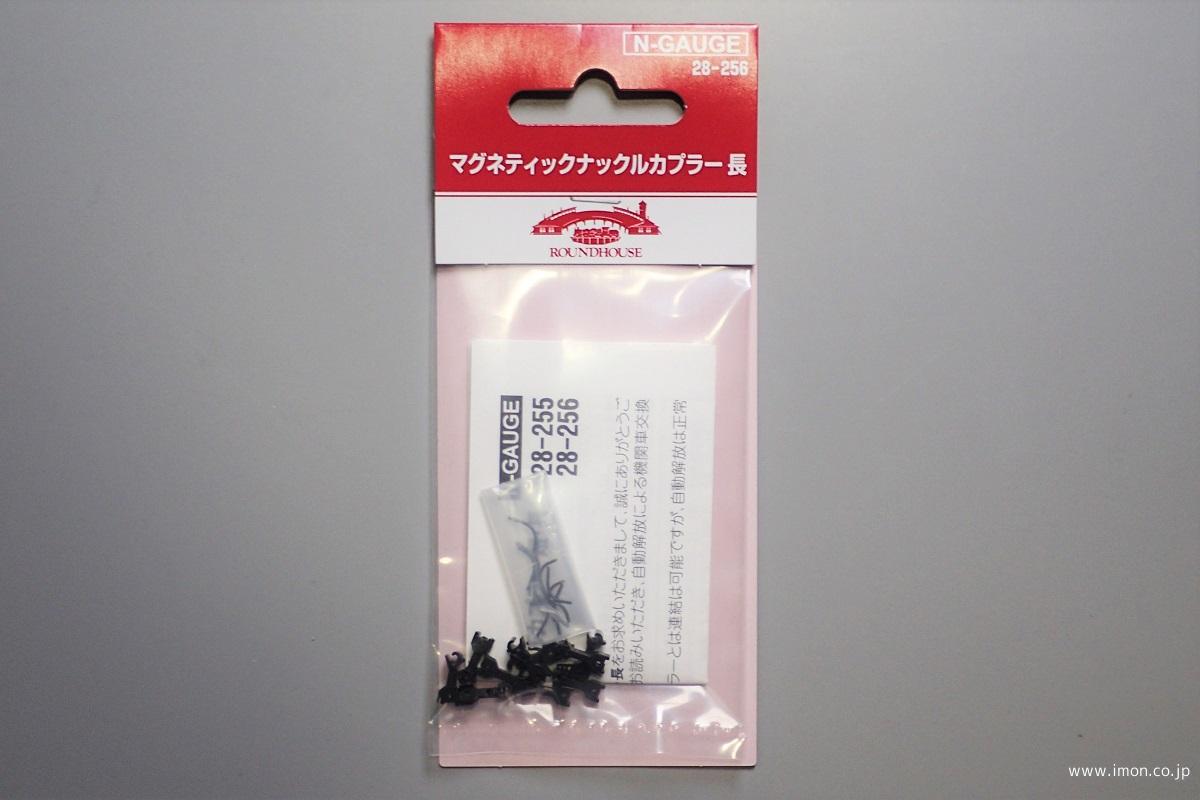 N-GAUGE
28-256
マグネティックナックルカプラー 長
ROUNDHOUSE
-GAUGE
28-255
28-256
長をお求めいただきまして、誠にありがとうご
お読みいただき、自動解放による機関車交換
ラーとは連結は可能ですが、自動解放は正常
www.imon.co.jp